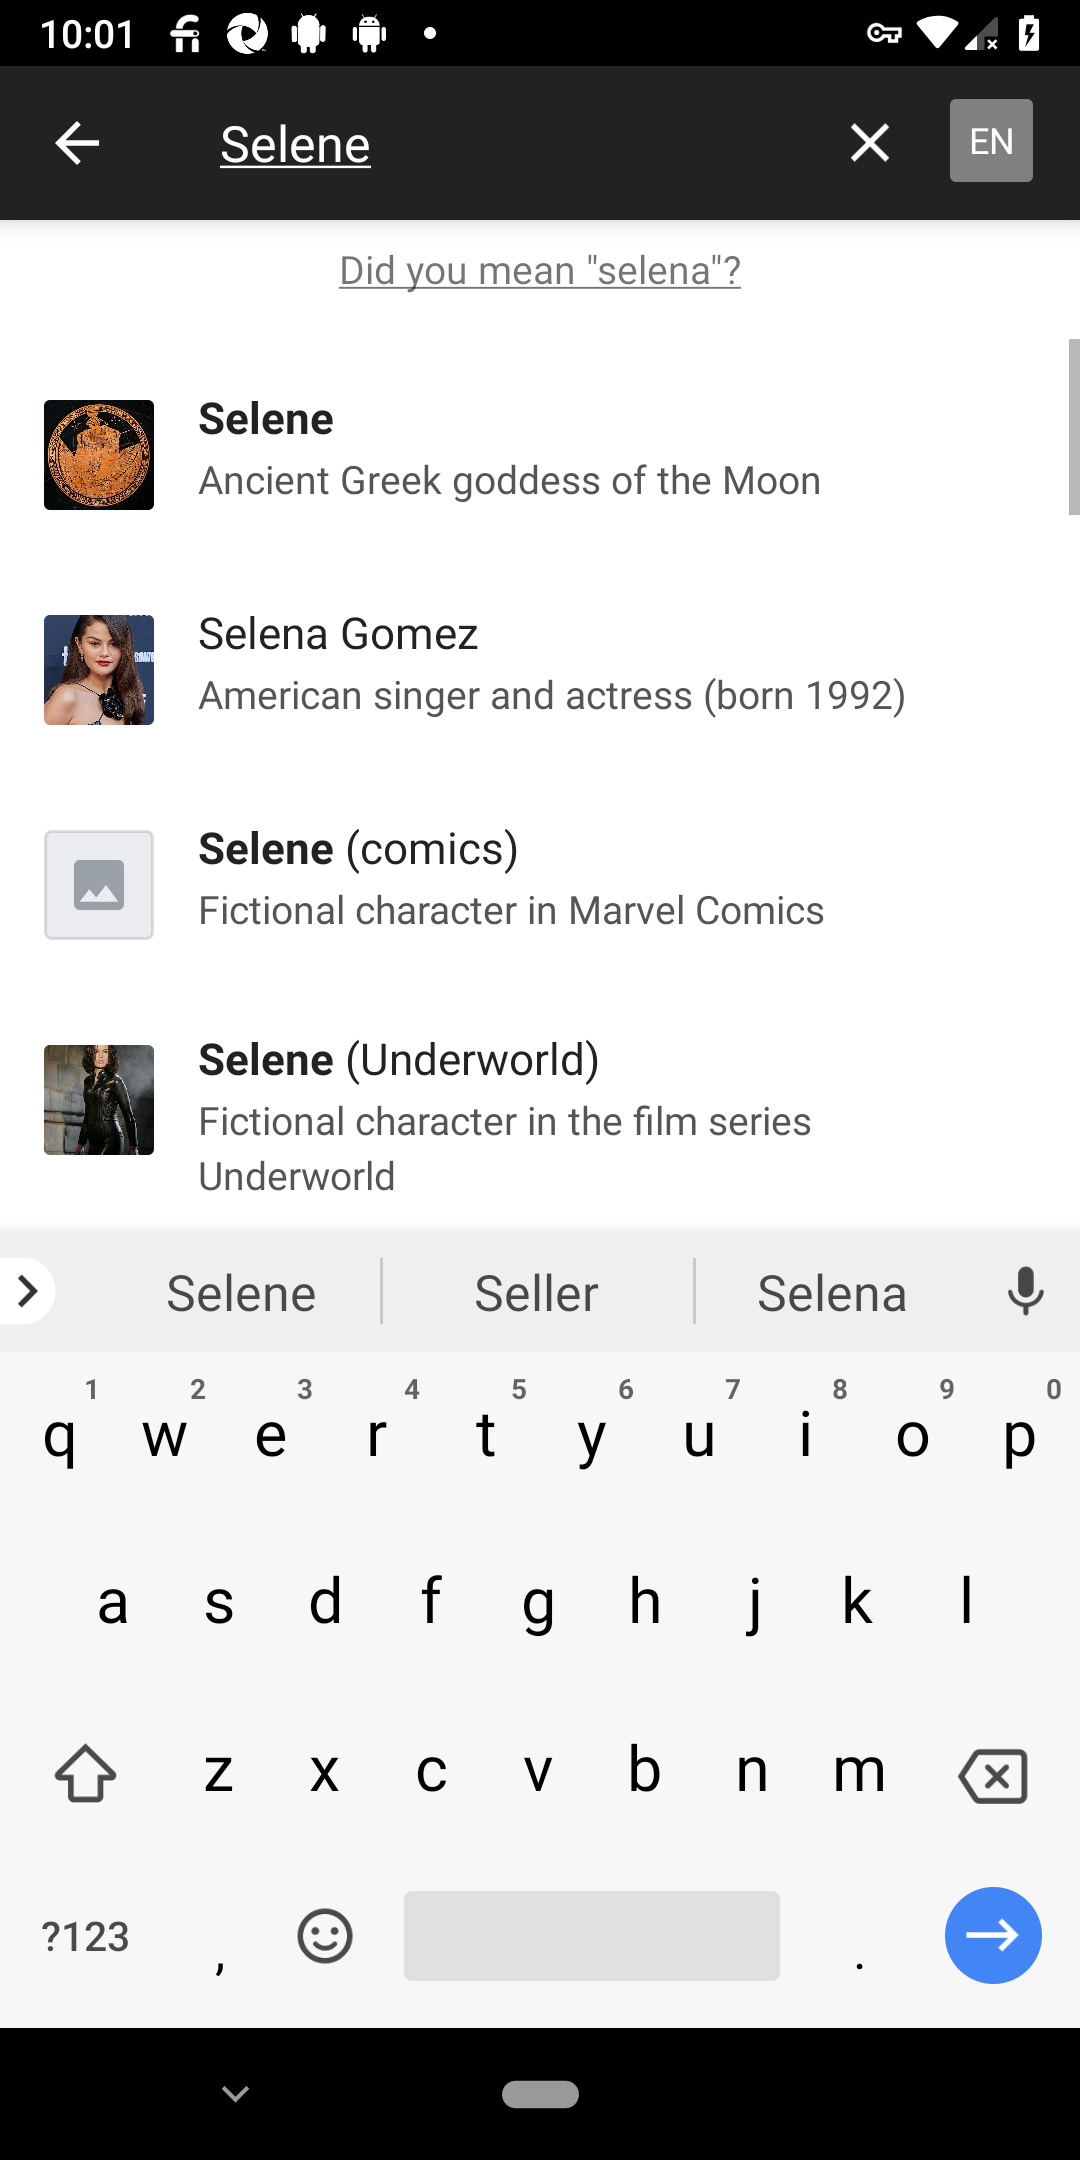 10:01
Selene
EN
Did you mean "selena"?
Selene
Ancient Greek goddess of the Moon
Selena Gomez
American singer and actress (born 1992)
Selene (comics)
Fictional character in Marvel Comics
Selene (Underworld)
Fictional character in the film series
Underworld
Selene Seller Selena
1 2 3 4 5 6 7 8 9 0
q w e r t y u i o p
a s d f g h j k l
z x c v b n m
?123 , .